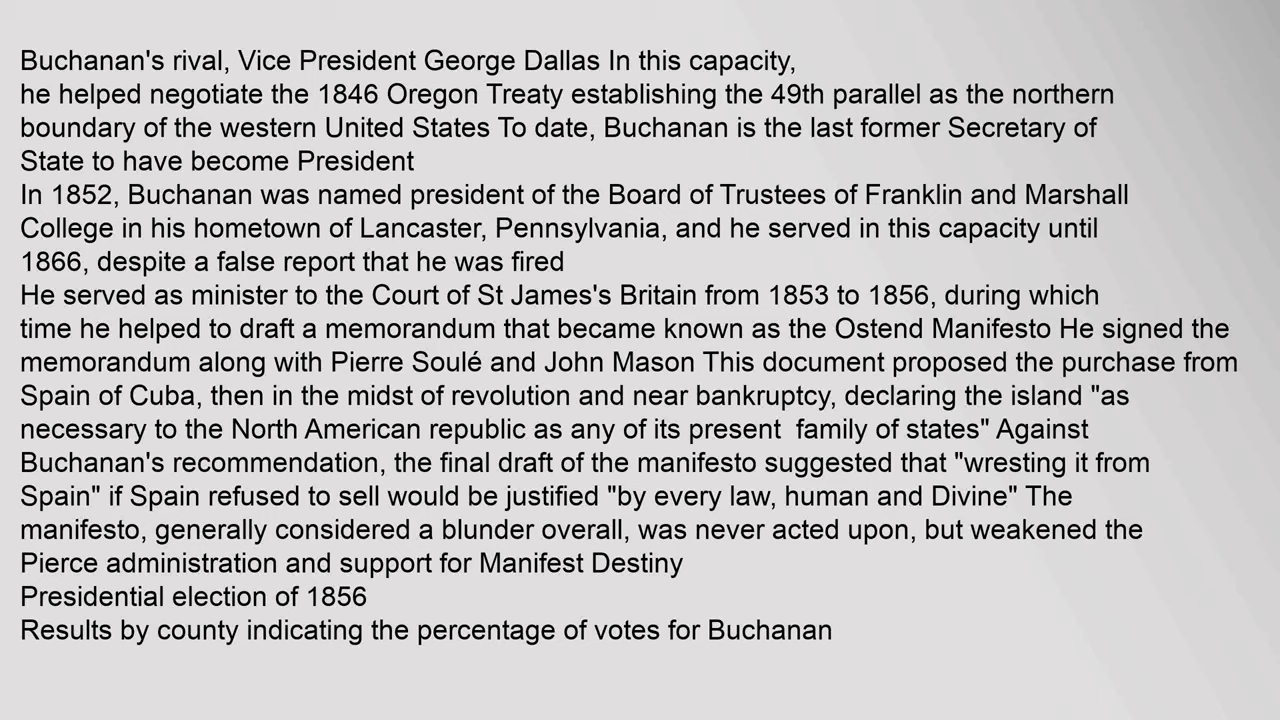 Buchanan's rival, Vice President George Dallas In this capacity,
he helped negotiate the 1846 Oregon Treaty establishing the 49th parallel as the northern
boundary of the western United States To date, Buchanan is the last former Secretary of
State to have become President
In 1852, Buchanan was named president of the Board of Trustees of Franklin and Marshall
College in his hometown of Lancaster, Pennsylvania, and he served in this capacity until
1866, despite a false report that he was fired
He served as minister to the Court of St James's Britain from 1853 to 1856, during which
time he helped to draft a memorandum that became known as the Ostend Manifesto He signed the
memorandum along with Pierre Soulé and John Mason This document proposed the purchase from
Spain of Cuba, then in the midst of revolution and near bankruptcy, declaring the island "as
necessary to the North American republic as any of its present  family of states" Against
Buchanan's recommendation, the final draft of the manifesto suggested that "wresting it from
Spain" if Spain refused to sell would be justified "by every law, human and Divine" The
manifesto, generally considered a blunder overall, was never acted upon, but weakened the
Pierce administration and support for Manifest Destiny
Presidential election of 1856
Results by county indicating the percentage of votes for Buchanan